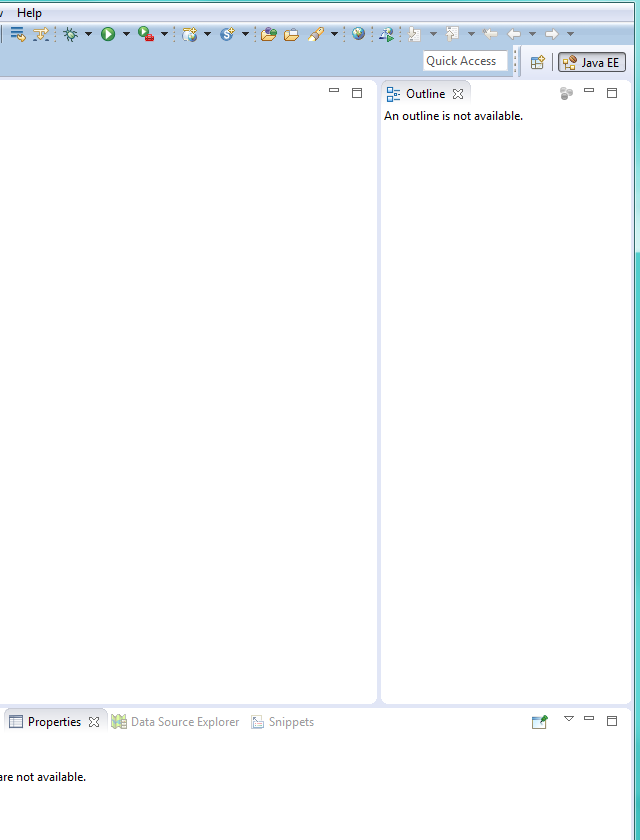 Help
Quick Access
Java EE
Outline
An outline is not available.
Properties
Data Source Explorer
Snippets
are not available.